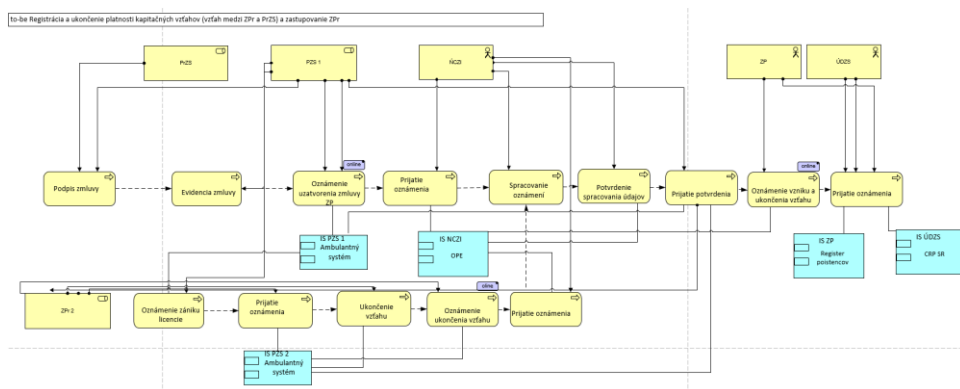 to-be Registrácia a ukončenie platnosti kapitačných vzťahov (vzťah medzi ZPr a PrZS) a zastupovanie ZPr
PrZS
PZS 1
NCZI
ZP
ÚDZS
online
online
Podpis zmluvy
Evidencia zmluvy
Oznámenie
uzatvorenia zmluvy
ZP
Prijatie
oznámenia
Spracovanie
oznámení
Potvrdenie
spracovania údajov
Prijatie potvrdenia
Oznámenie vzniku a
ukončenia vzťahu
Prijatie oznámenia
IS PZS 1
Ambulantný
systém
IS NCZI
OPE
IS ZP
Register
poistencov
IS ÚDZS
CRP SR
oline
ZPr 2
Oznámenie zániku
licencie
Prijatie
oznámenia
Ukončenie
vzťahu
Oznámenie
ukončenia vzťahu
Prijatie oznámenia
IS PZS 2
Ambulantný
systém